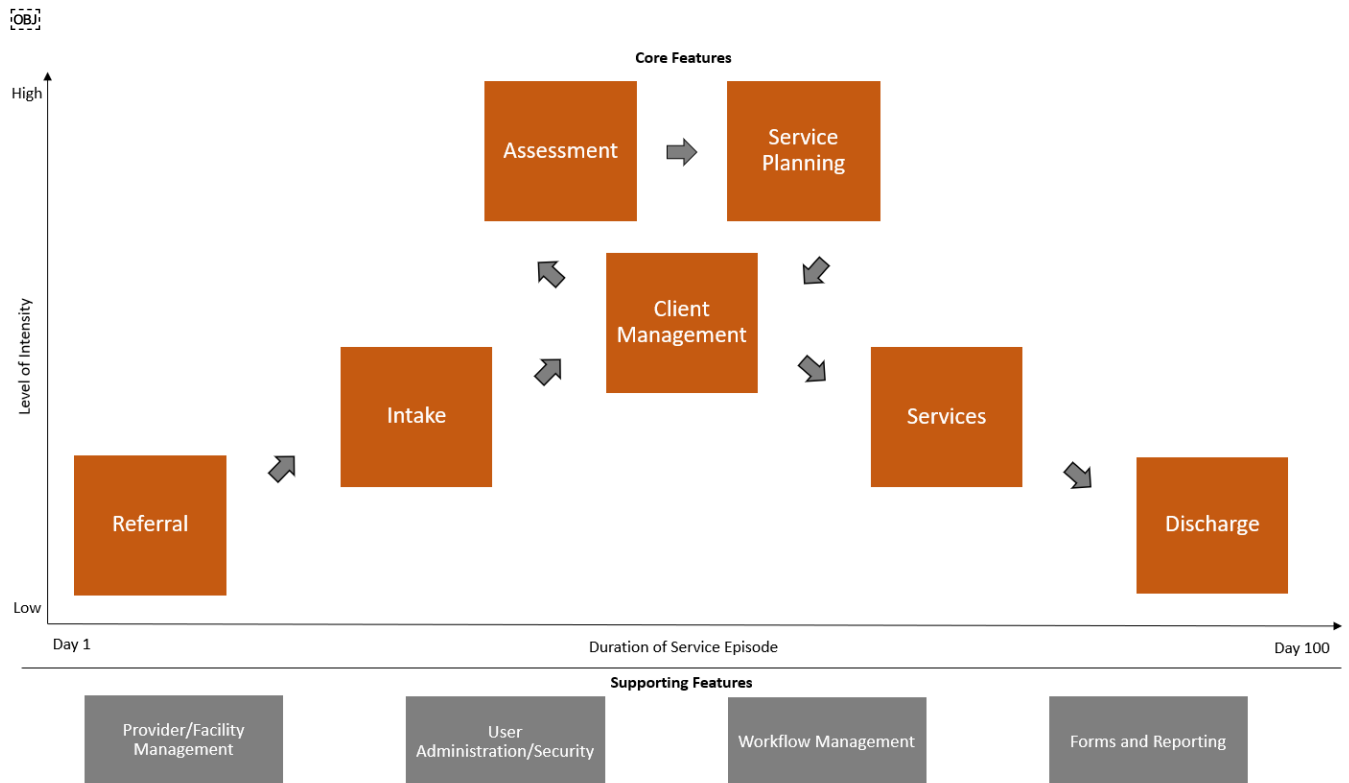 OBJ
Core Features
High
Assessment
Service
Planning
Client
Management
Level of Intensity
Intake
Services
Referral
Discharge
Low
Day 1
Duration of Service Episode
Day 100
Supporting Features
Provider/Facility
Management
User
Administration/Security
Workflow Management
Forms and Reporting